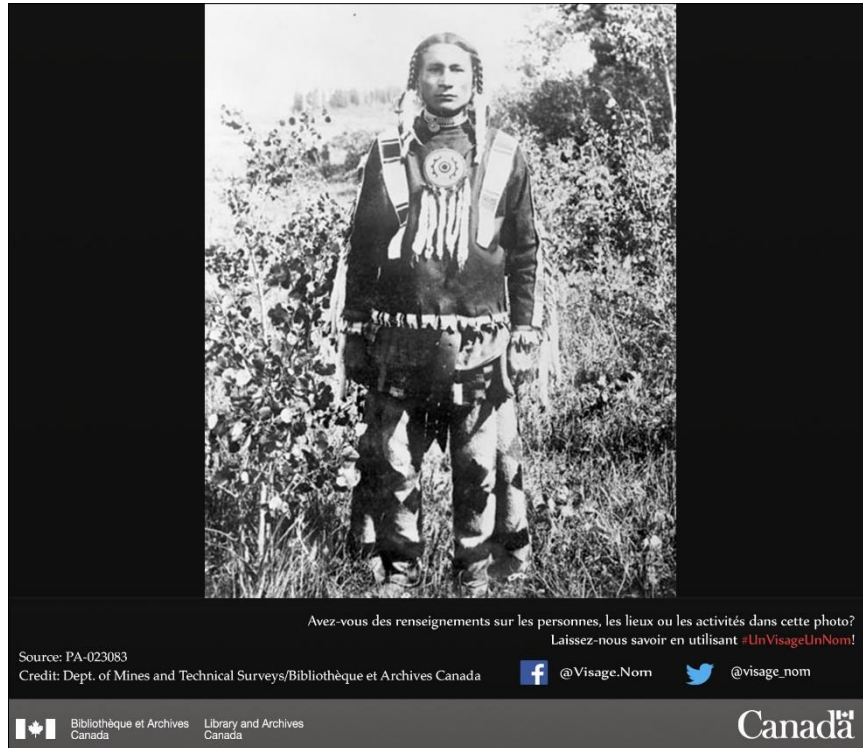 Avez-vous des renseignements sur les personnes, les lieux ou les activités dans cette photo?
Laissez-nous savoir en utilisant #UnVisageUnNom!
Source: PA-023083
Credit: Dept. of Mines and Technical Surveys/Bibliothèque et Archives Canada
@Visage.Nom
@visage_nom
Bibliothèque et Archives
Canada
Library and Archives
Canada
Canada